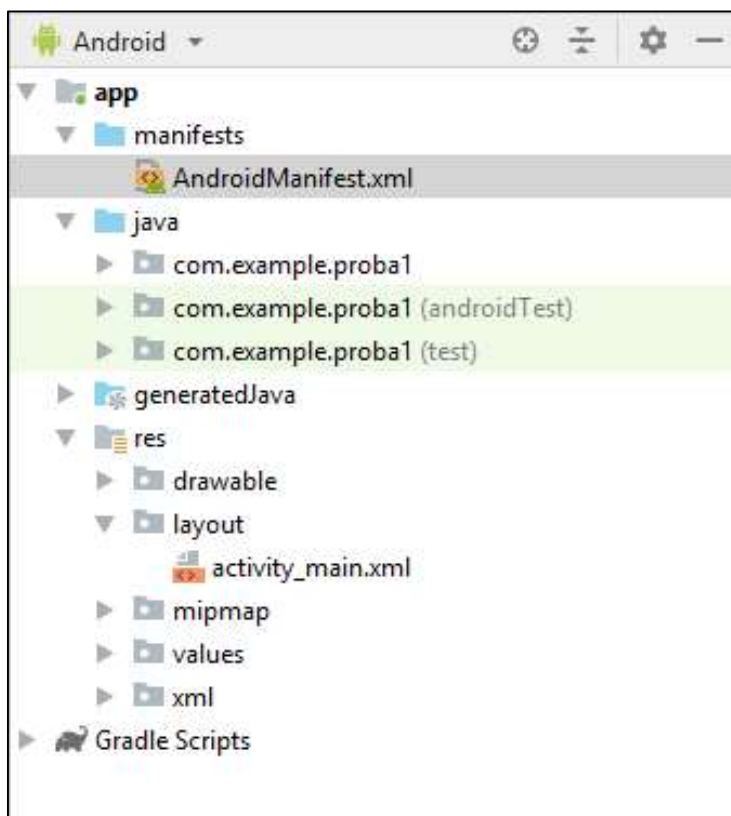 Android
app
manifests
AndroidManifest.xml
java
com.example.proba1
com.example.proba1 (androidTest)
com.example.proba1 (test)
generatedJava
res
drawable
layout
activity_main.xml
mipmap
values
xml
Gradle Scripts